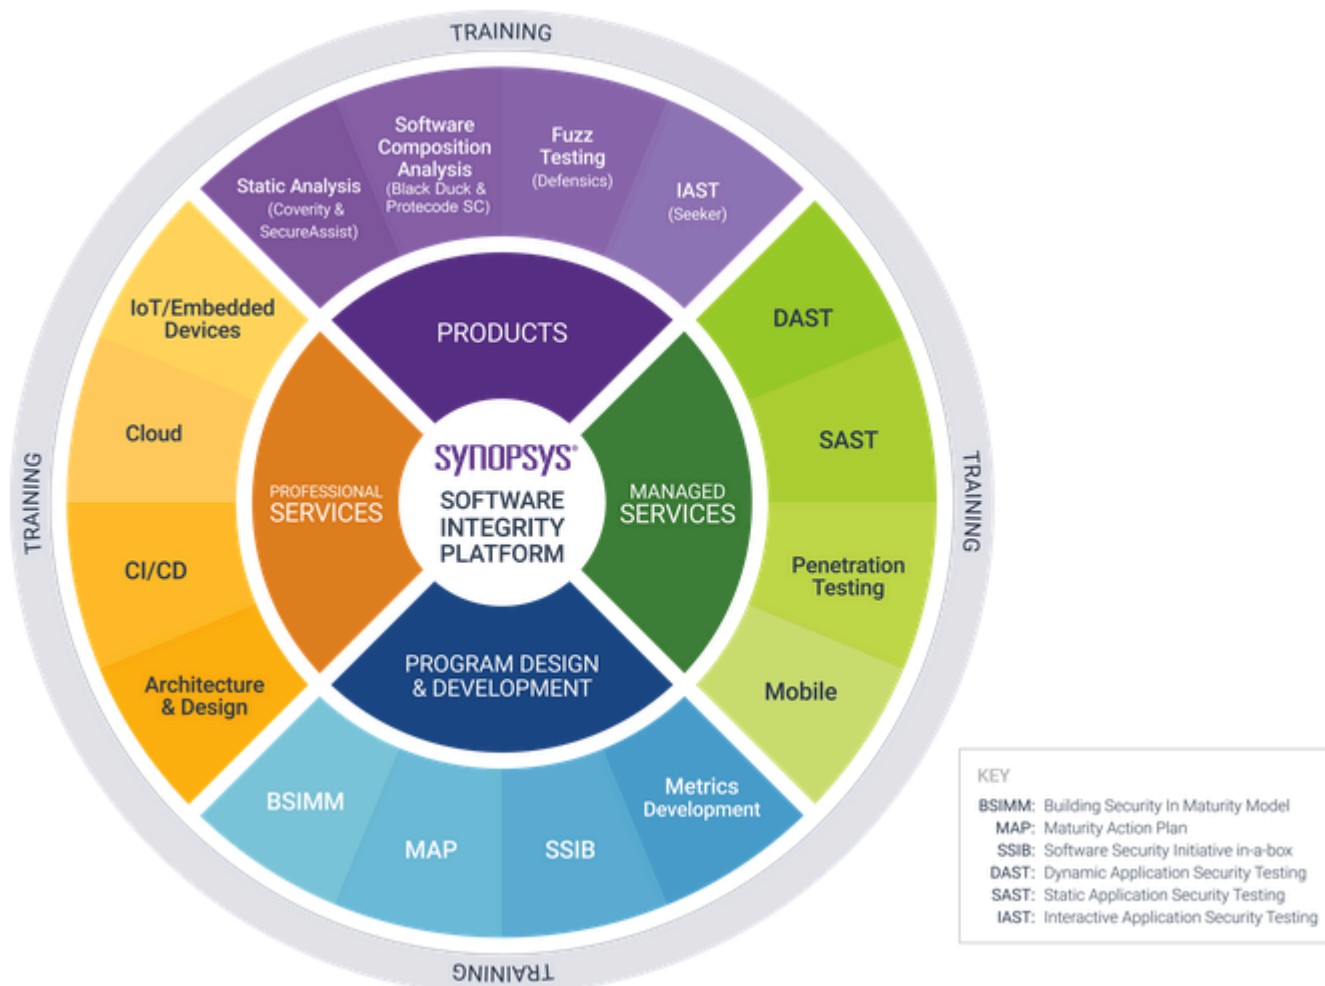 TRAINING
Static Analysis
(Coverity &
SecureAssist)
Software
Composition
Analysis
(Black Duck &
Protecode SC)
Fuzz
Testing
(Defensics)
IAST
(Seeker)
PRODUCTS
IoT/Embedded
Devices
Cloud
CI/CD
Architecture
& Design
PROFESSIONAL
SERVICES
SYNOPSYS®
SOFTWARE
INTEGRITY
PLATFORM
MANAGED
SERVICES
DAST
SAST
Penetration
Testing
Mobile
PROGRAM DESIGN
& DEVELOPMENT
BSIMM
MAP
SSIB
Metrics
Development
TRAINING
TRAINING
TRAINING
KEY
BSIMM: Building Security In Maturity Model
MAP: Maturity Action Plan
SSIB: Software Security Initiative in-a-box
DAST: Dynamic Application Security Testing
SAST: Static Application Security Testing
IAST: Interactive Application Security Testing